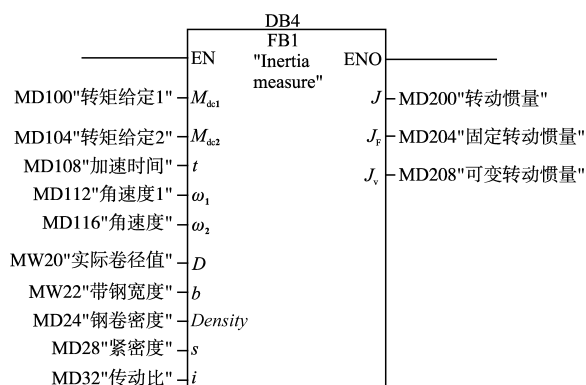 DB4
FB1
EN "Inertia measure" ENO
MD100"转矩给定1" Mdc1 J MD200"转动惯量"
MD104"转矩给定2" Mdc2 JF MD204"固定转动惯量"
MD108"加速时间" t Jv MD208"可变转动惯量"
MD112"角速度1" ω1
MD116"角速度" ω2
MW20"实际卷径值" D
MW22"带钢宽度" b
MD24"钢卷密度" Density
MD28"紧密度" s
MD32"传动比" i